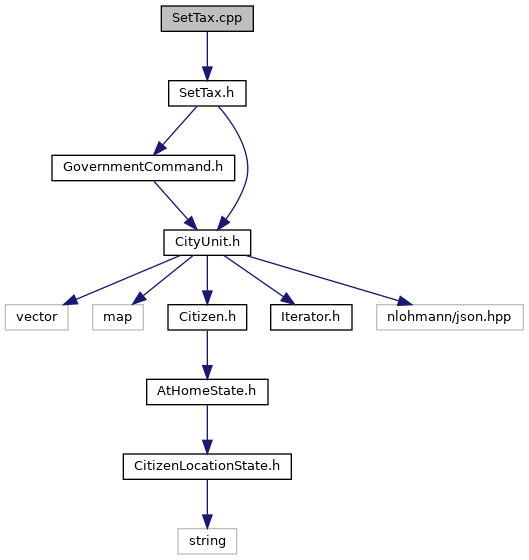 SetTax.cpp
SetTax.h
GovernmentCommand.h
CityUnit.h
vector
map
Citizen.h
Iterator.h
nlohmann/json.hpp
AtHomeState.h
CitizenLocationState.h
string